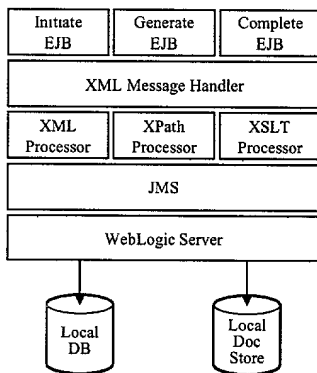 Initiate EJB
Generate EJB
Complete EJB
XML Message Handler
XML Processor
XPath Processor
XSLT Processor
JMS
WebLogic Server
Local DB
Local Doc Store